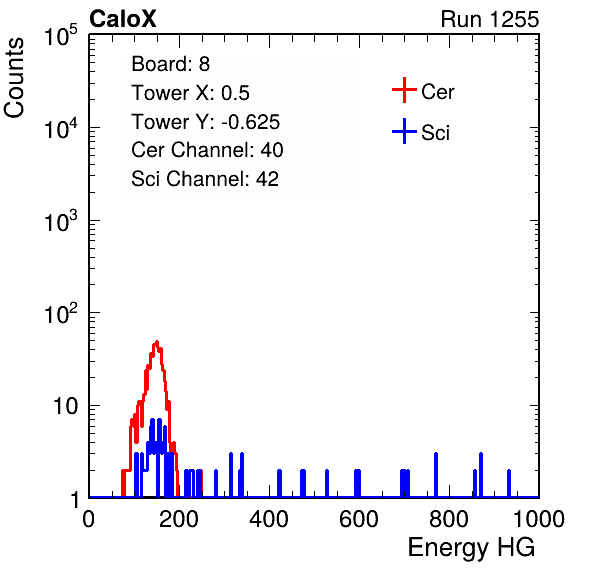 CaloX Run 1255
Counts
10^5
10^4
10^3
10^2
10
1
Board: 8
Tower X: 0.5
Tower Y: -0.625
Cer Channel: 40
Sci Channel: 42
Cer
Sci
0 200 400 600 800 1000
Energy HG